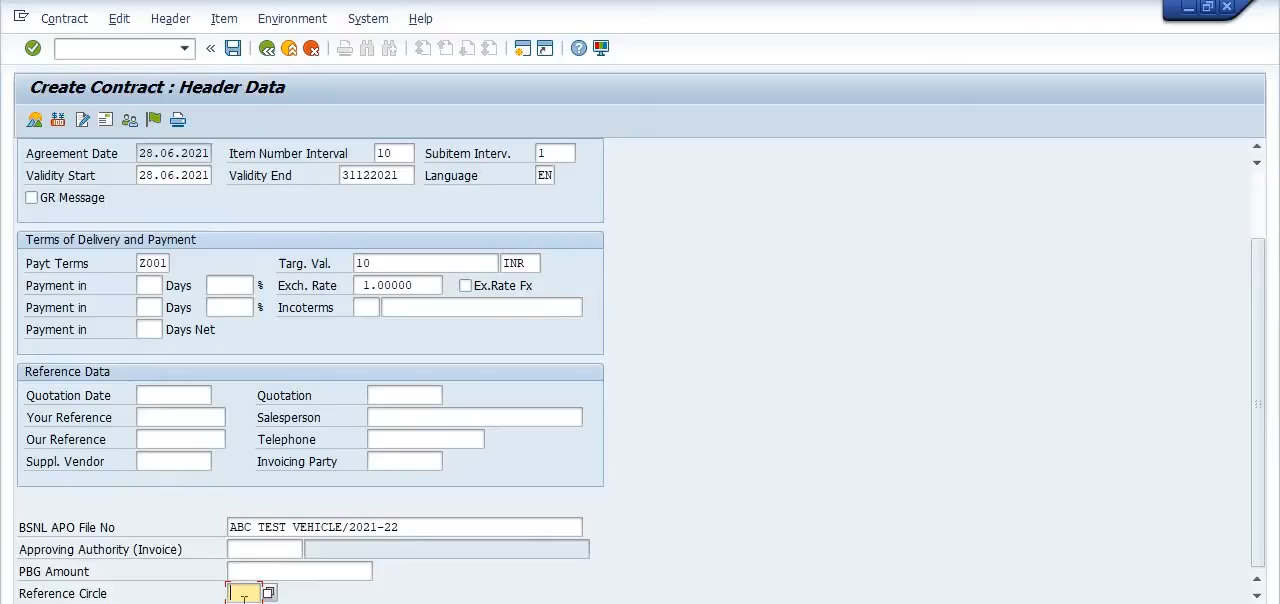 Contract Edit Header Item Environment System Help
Create Contract : Header Data
Agreement Date 28.06.2021 Item Number Interval 10 Subitem Interv. 1
Validity Start 28.06.2021 Validity End 31122021 Language EN
GR Message
Terms of Delivery and Payment
Payt Terms Z001 Targ. Val. 10 INR
Payment in Days % Exch. Rate 1.00000 Ex.Rate Fx
Payment in Days % Incoterms
Payment in Days Net
Reference Data
Quotation Date Quotation
Your Reference Salesperson
Our Reference Telephone
Suppl. Vendor Invoicing Party
BSNL APO File No ABC TEST VEHICLE/2021-22
Approving Authority (Invoice)
PBG Amount
Reference Circle